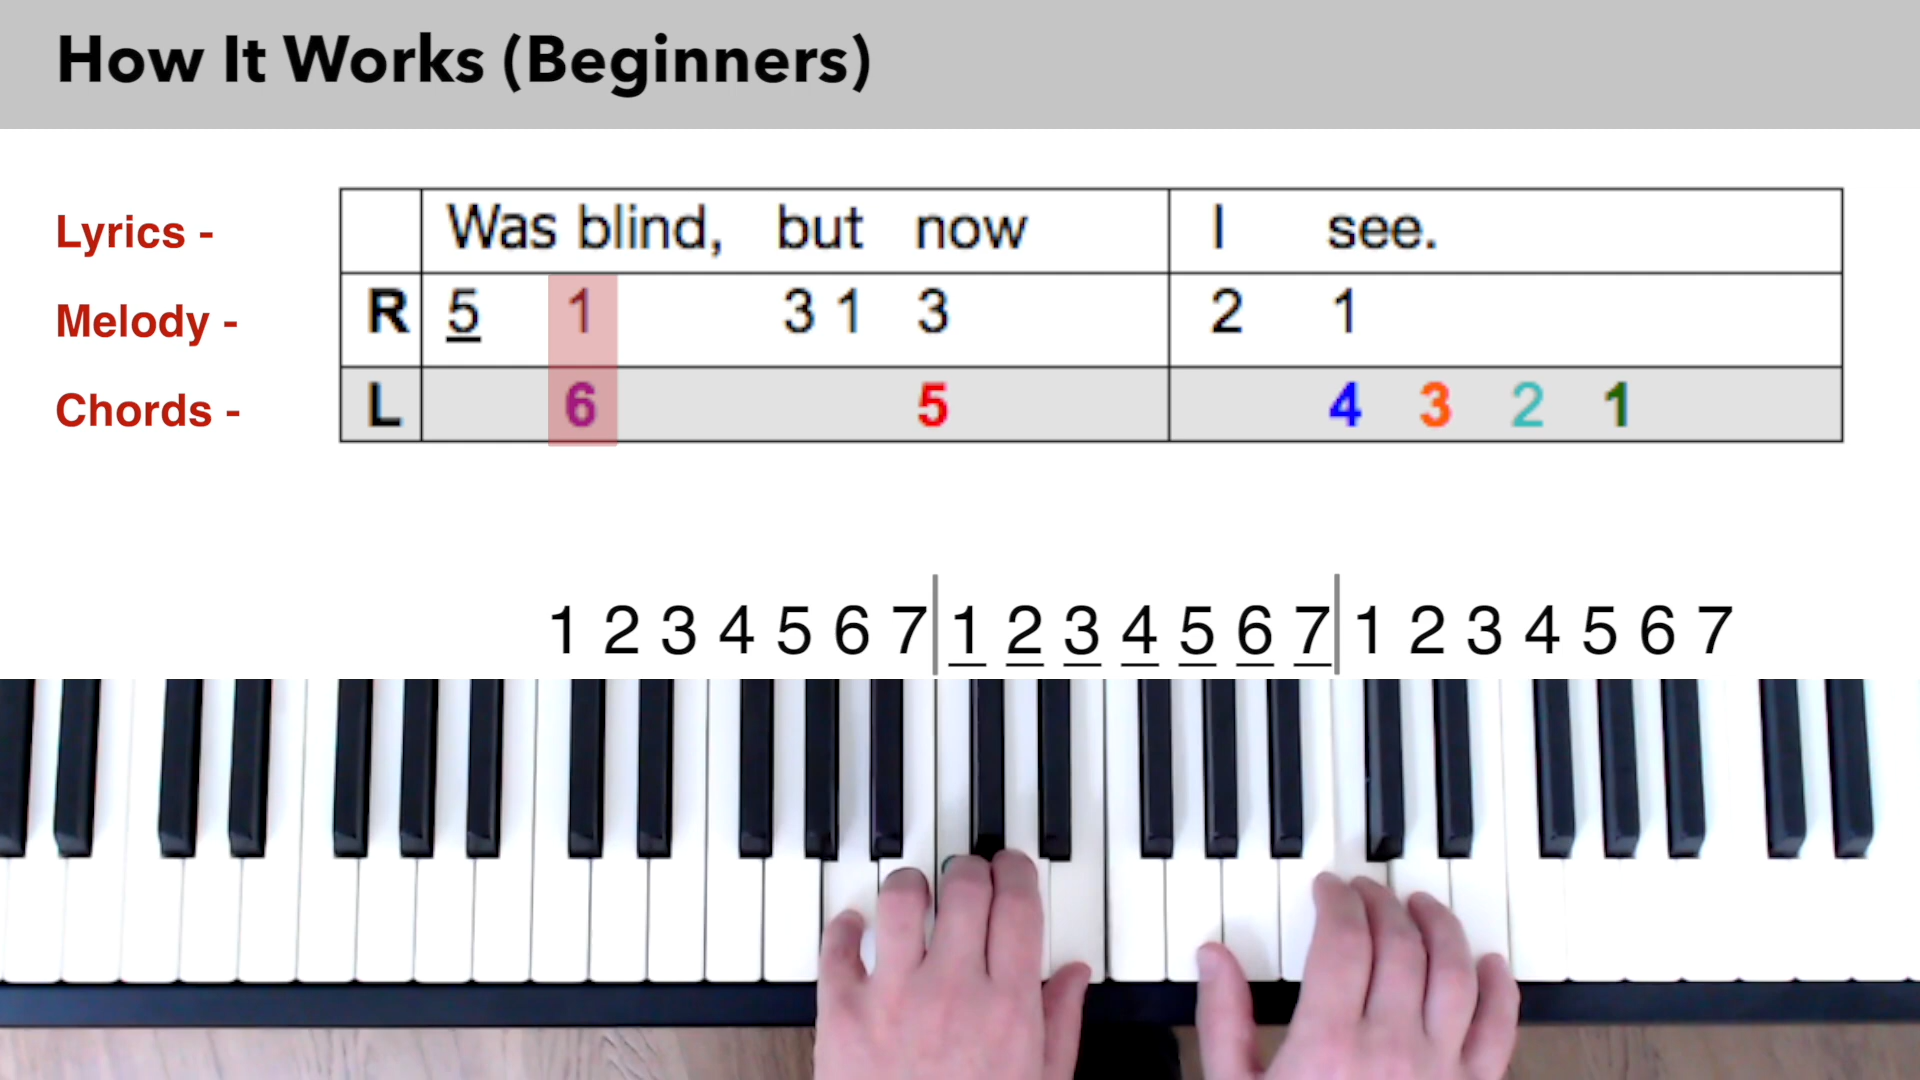 How It Works (Beginners)
Lyrics - Was blind, but now I see.
Melody - R 5 1 3 1 3 2 1
Chords - L 6 5 4 3 2 1
1 2 3 4 5 6 7 1 2 3 4 5 6 7 1 2 3 4 5 6 7